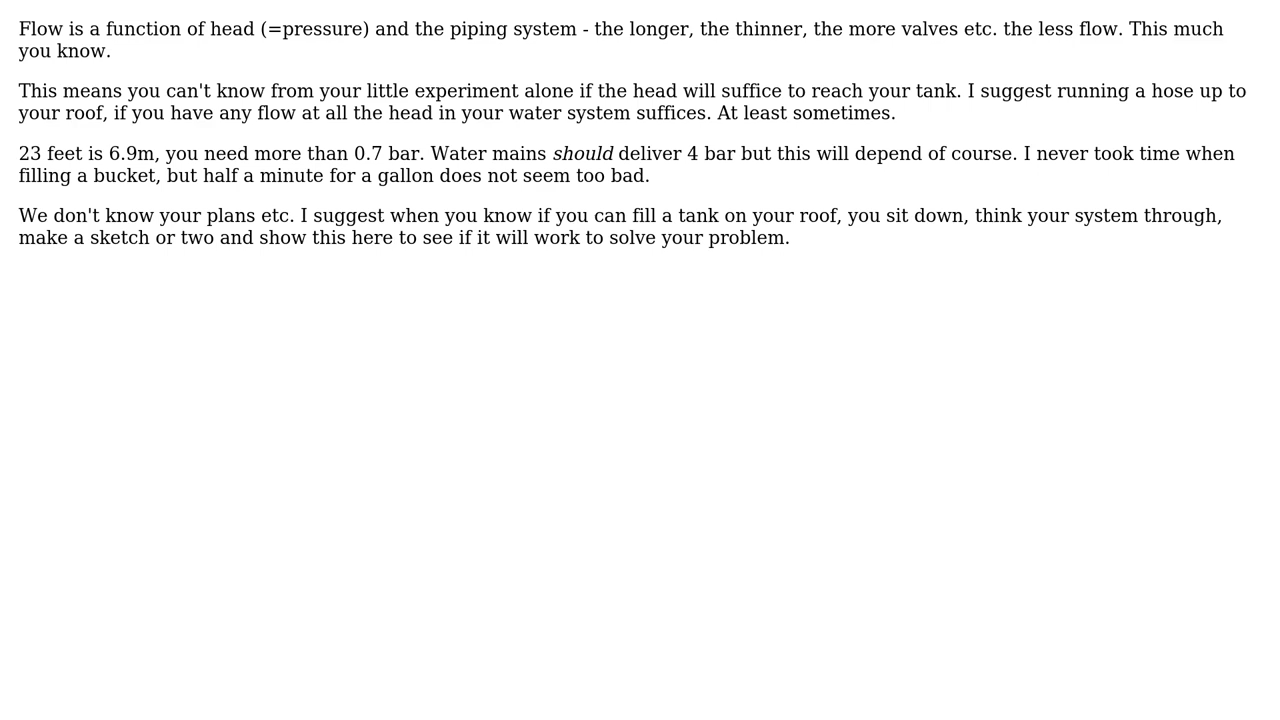 Flow is a function of head (=pressure) and the piping system - the longer, the thinner, the more valves etc. the less flow. This much
you know.
This means you can't know from your little experiment alone if the head will suffice to reach your tank. I suggest running a hose up to
your roof, if you have any flow at all the head in your water system suffices. At least sometimes.
23 feet is 6.9m, you need more than 0.7 bar. Water mains should deliver 4 bar but this will depend of course. I never took time when
filling a bucket, but half a minute for a gallon does not seem too bad.
We don't know your plans etc. I suggest when you know if you can fill a tank on your roof, you sit down, think your system through,
make a sketch or two and show this here to see if it will work to solve your problem.